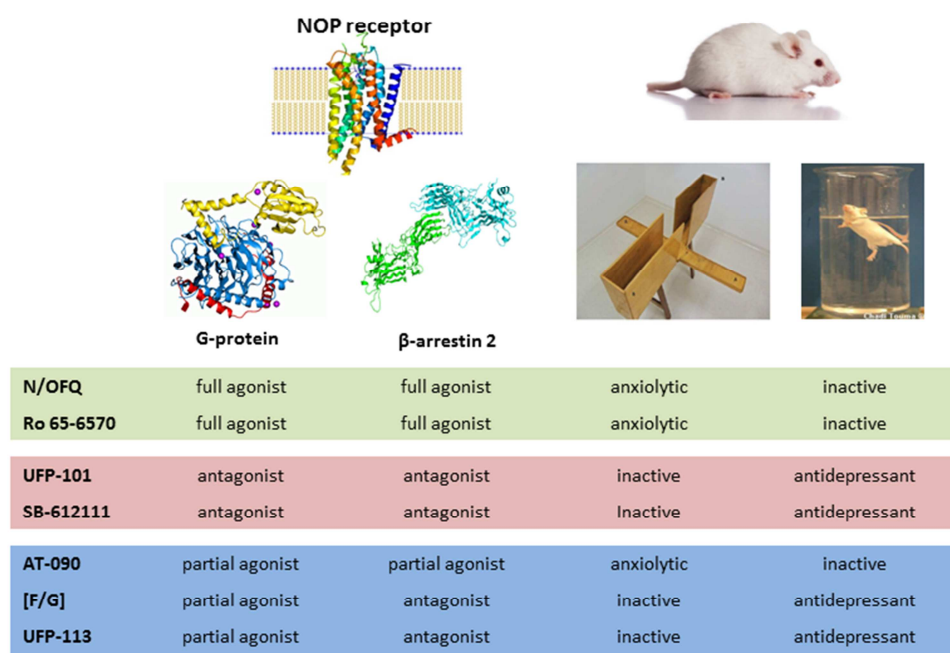 NOP receptor
Chadi Touma
G-protein β-arrestin 2
N/OFQ full agonist full agonist anxiolytic inactive
Ro 65-6570 full agonist full agonist anxiolytic inactive
UFP-101 antagonist antagonist inactive antidepressant
SB-612111 antagonist antagonist Inactive antidepressant
AT-090 partial agonist partial agonist anxiolytic inactive
[F/G] partial agonist antagonist inactive antidepressant
UFP-113 partial agonist antagonist inactive antidepressant